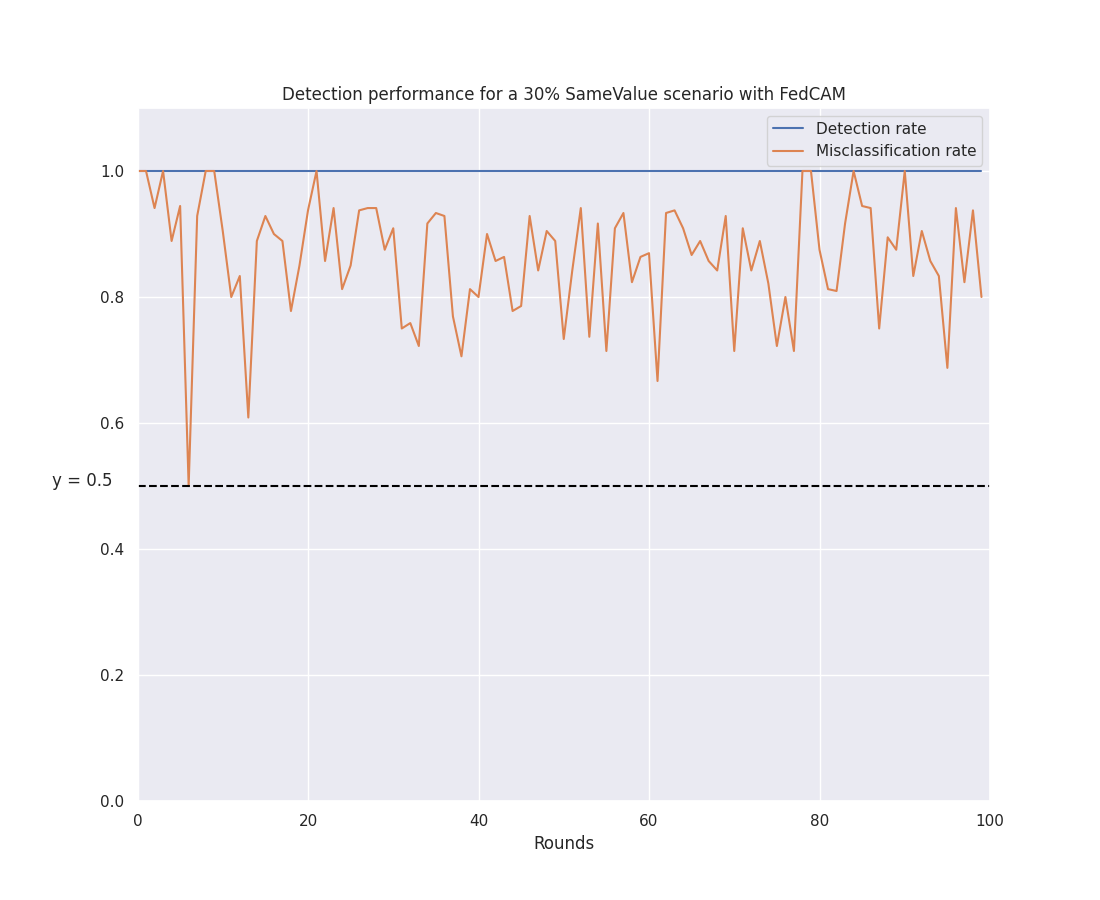 Detection performance for a 30% SameValue scenario with FedCAM
Detection rate
Misclassification rate
1.0
0.8
0.6
y = 0.5
0.4
0.2
0.0
0 20 40 60 80 100
Rounds